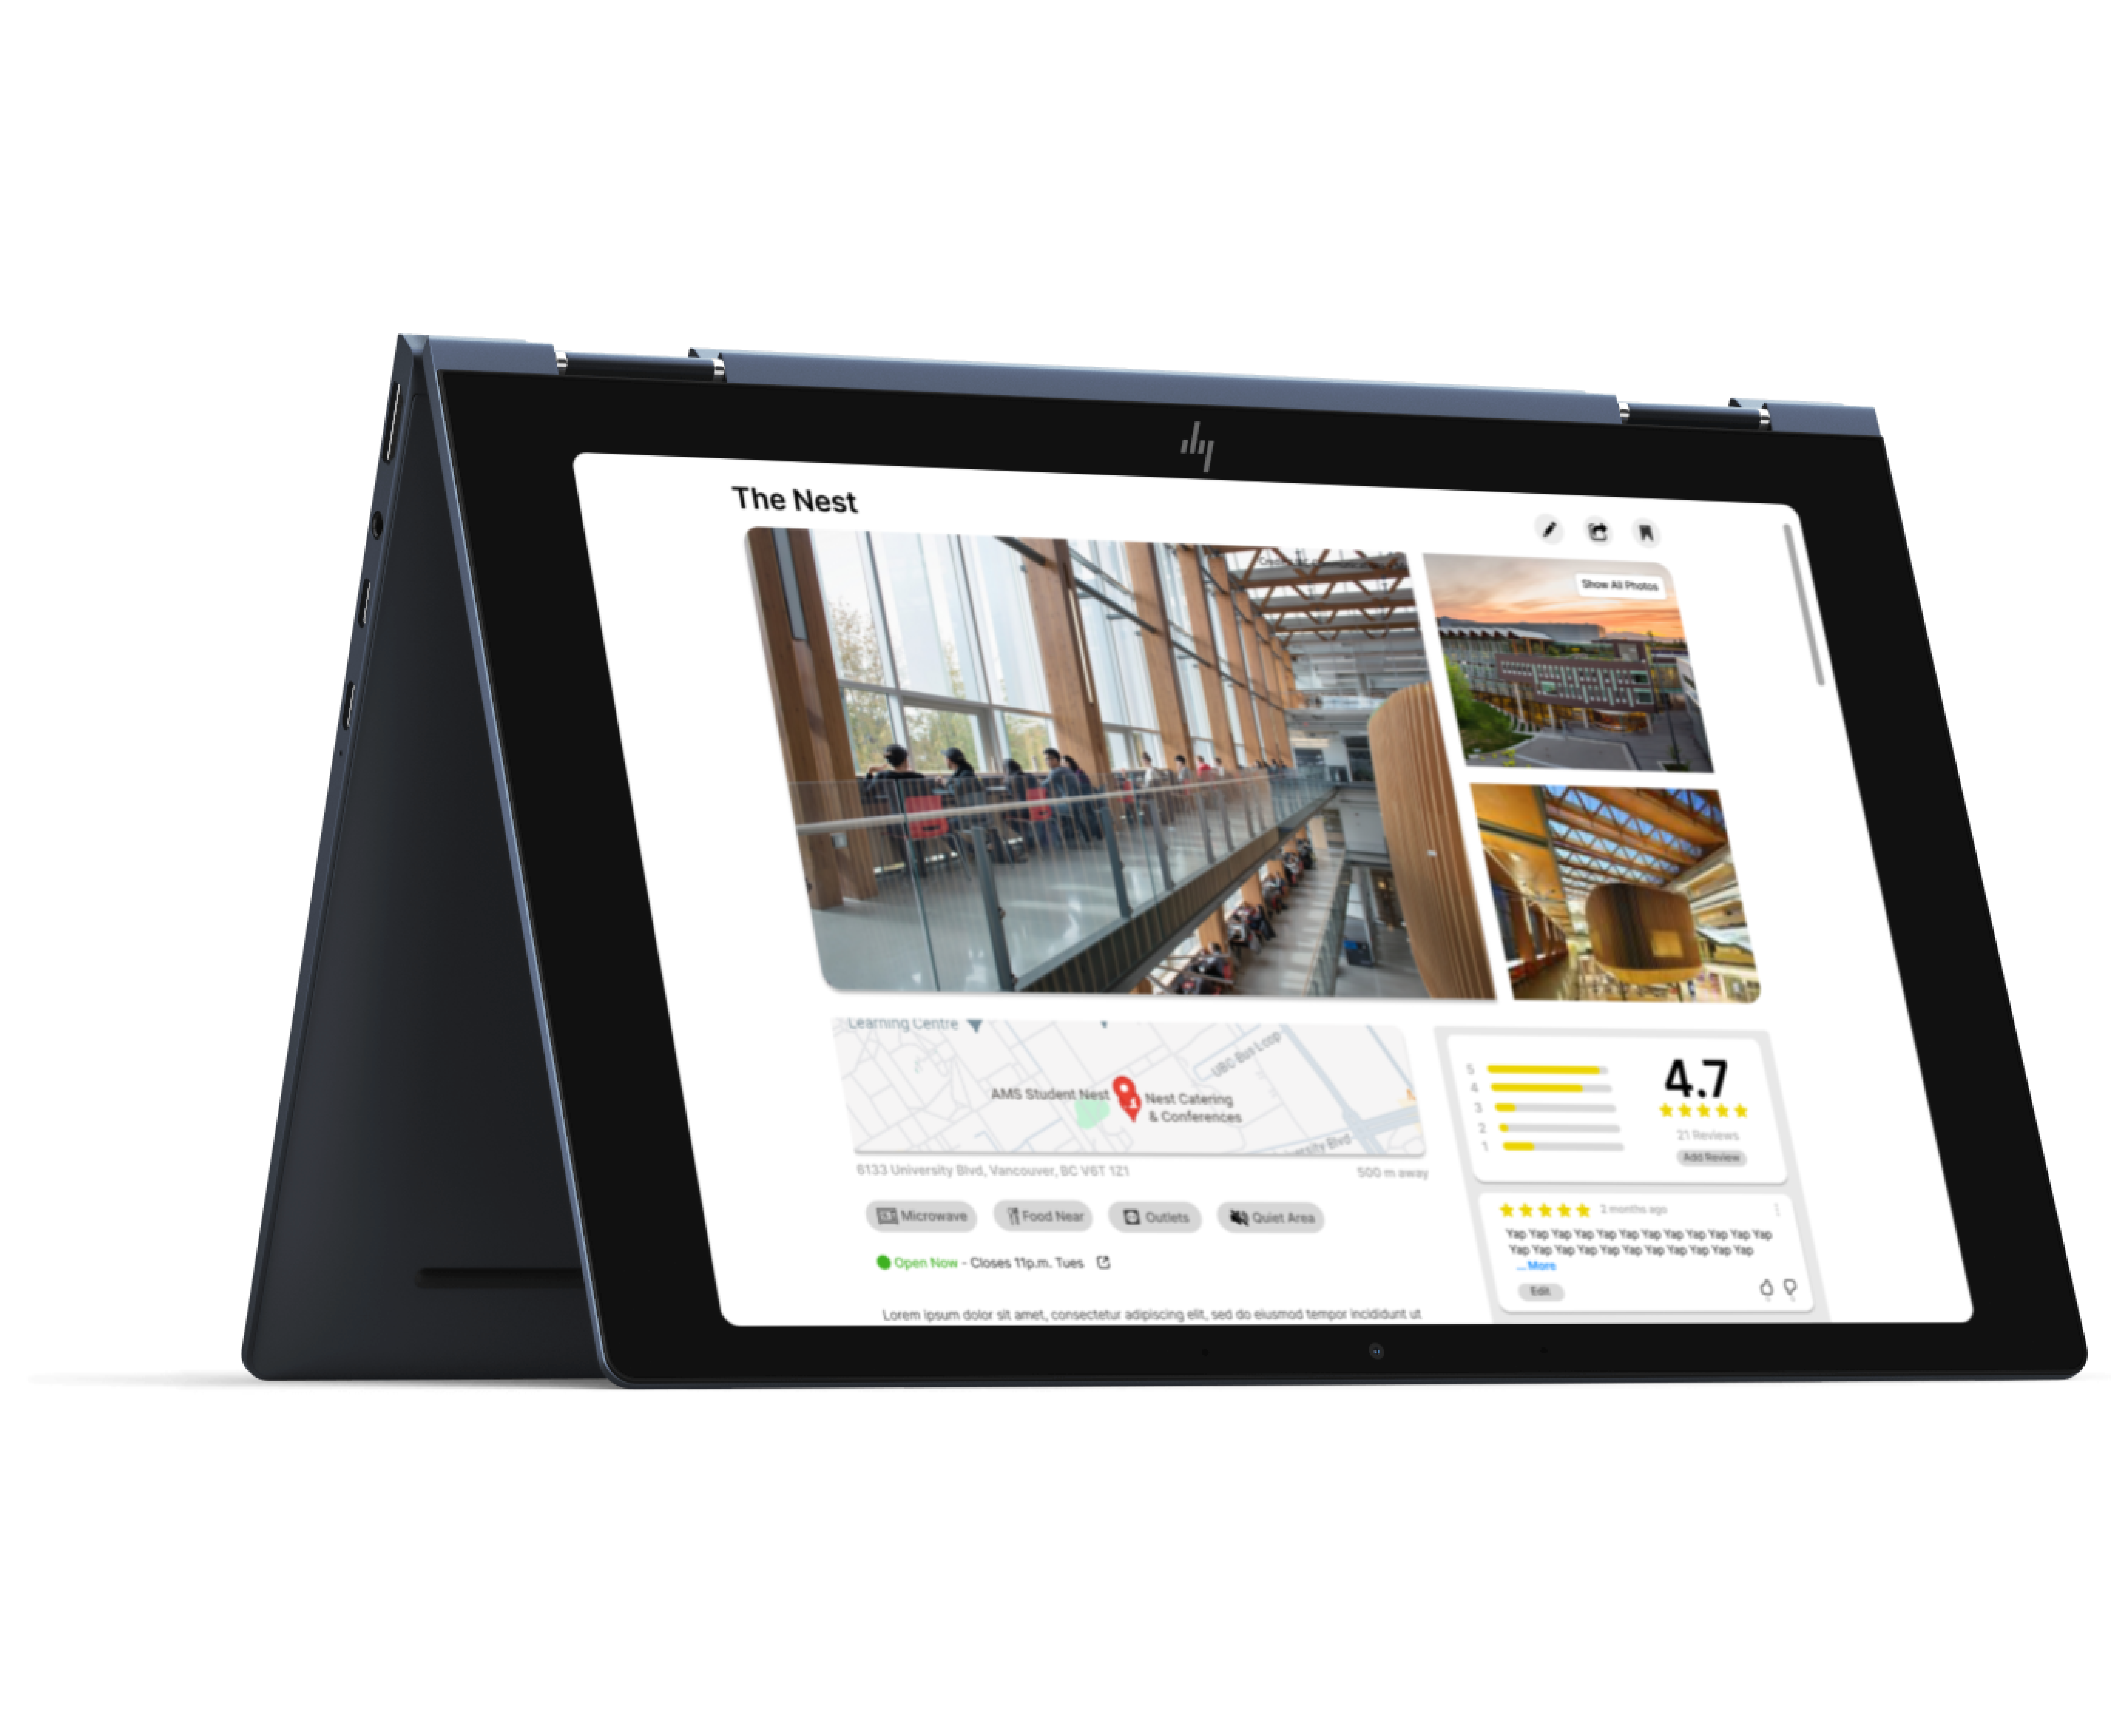 hp
The Nest
Show All Photos
Learning Centre
UBC Bus Loop
AMS Student Nest
Nest Catering
& Conferences
University Blvd
6133 University Blvd, Vancouver, BC V6T 1Z1
500 m away
Microwave
Food Near
Outlets
Quiet Area
Open Now - Closes 11p.m. Tues
Lorem ipsum dolor sit amet, consectetur adipiscing elit, sed do eiusmod tempor incididunt ut
5
4
3
2
1
4.7
21 Reviews
Add Review
2 months ago
Yap Yap Yap Yap Yap Yap Yap Yap Yap Yap Yap Yap
Yap Yap Yap Yap Yap Yap Yap Yap Yap Yap Yap
...More
Edit